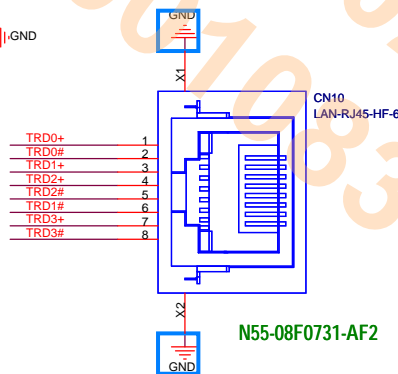 GND
GND
X1
CN10
LAN-RJ45-HF-6
TRD0+ 1
TRD0# 2
TRD1+ 3
TRD2+ 4
TRD2# 5
TRD1# 6
TRD3+ 7
TRD3# 8
X2
N55-08F0731-AF2
GND